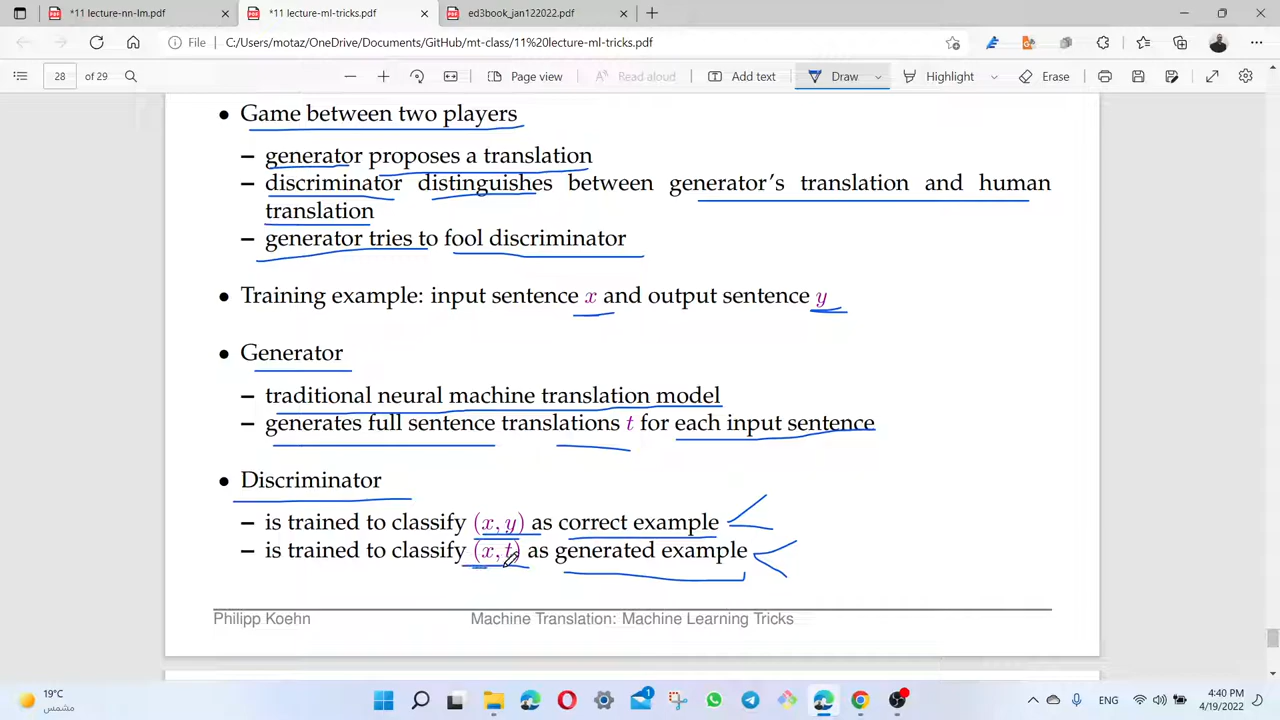 *11 lecture-nn-lm.pdf
*11 lecture-ml-tricks.pdf
ed3book_jan122022.pdf
File C:/Users/motaz/OneDrive/Documents/GitHub/mt-class/11%20lecture-ml-tricks.pdf
28 of 29 Page view Read aloud Add text Draw Highlight Erase
• Game between two players
– generator proposes a translation
– discriminator distinguishes between generator's translation and human
translation
– generator tries to fool discriminator
• Training example: input sentence x and output sentence y
• Generator
– traditional neural machine translation model
– generates full sentence translations t for each input sentence
• Discriminator
– is trained to classify (x, y) as correct example
– is trained to classify (x, t) as generated example
Philipp Koehn Machine Translation: Machine Learning Tricks
19°C
مشمس
1
ENG
4:40 PM
4/19/2022